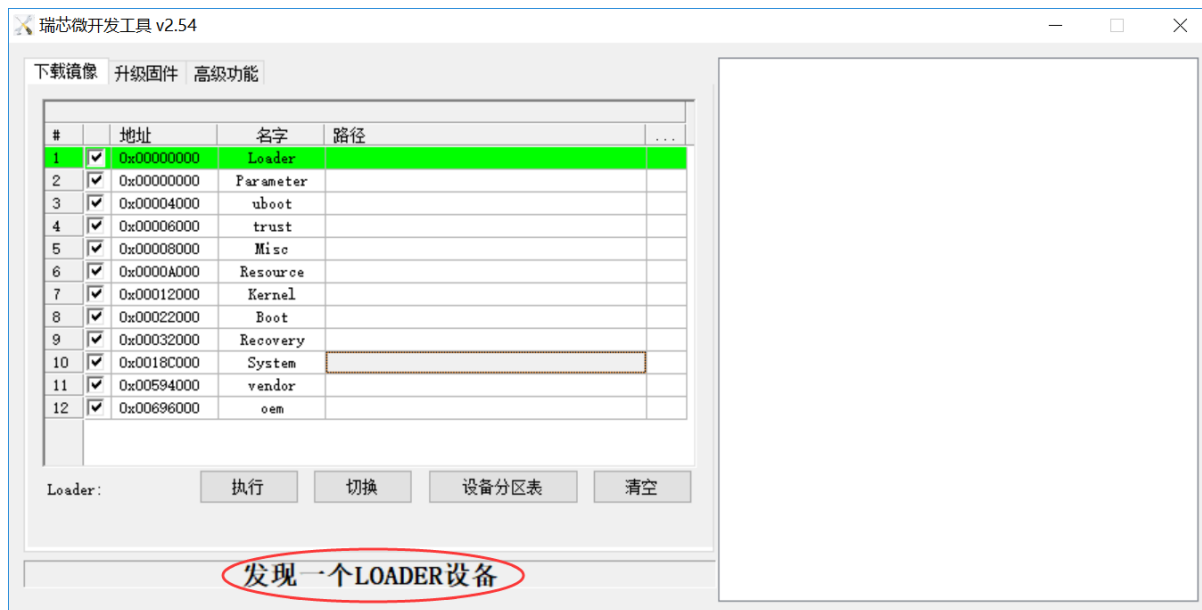 瑞芯微开发工具 v2.54
下载镜像 升级固件 高级功能
# 地址 名字 路径 ...
1 0x00000000 Loader
2 0x00000000 Parameter
3 0x00004000 uboot
4 0x00006000 trust
5 0x00008000 Misc
6 0x0000A000 Resource
7 0x00012000 Kernel
8 0x00022000 Boot
9 0x00032000 Recovery
10 0x0018C000 System
11 0x00594000 vendor
12 0x00696000 oem
Loader: 执行 切换 设备分区表 清空
发现一个LOADER设备